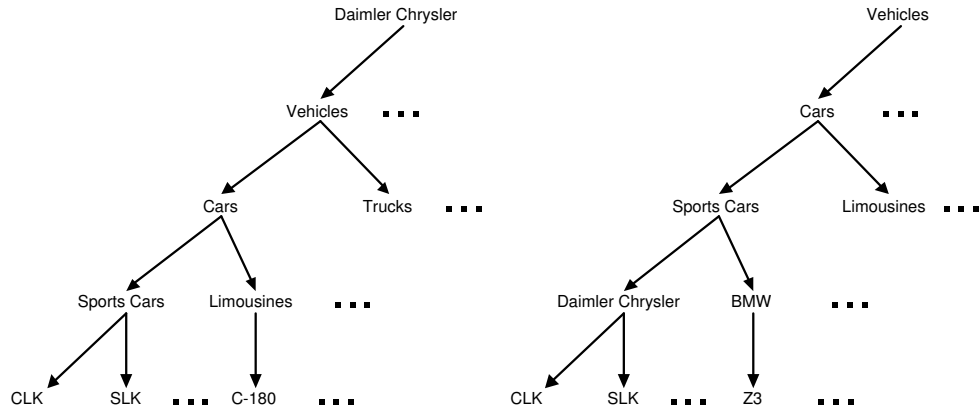 Daimler Chrysler
Vehicles
Cars
Trucks
Sports Cars
Limousines
CLK
SLK
C-180
Vehicles
Cars
Sports Cars
Limousines
Daimler Chrysler
BMW
CLK
SLK
Z3